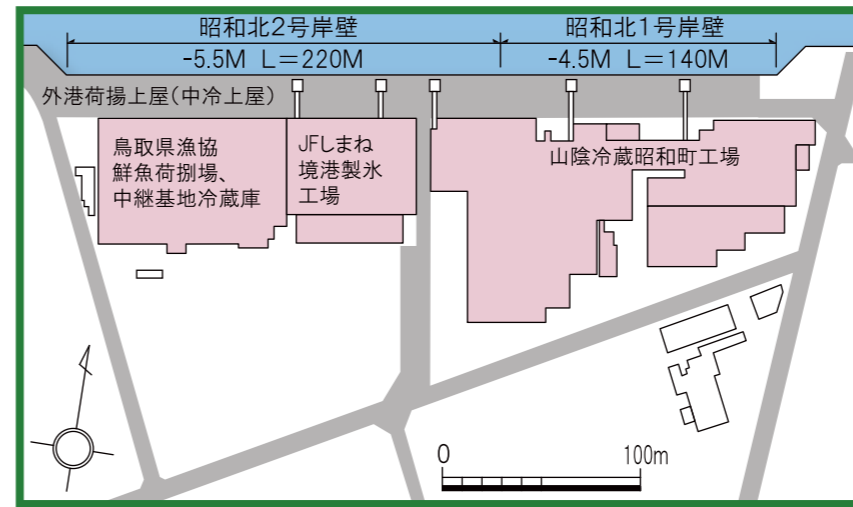 昭和北2号岸壁
-5.5M L=220M
昭和北1号岸壁
-4.5M L=140M
外港荷揚上屋(中冷上屋)
鳥取県漁協
鮮魚荷捌場、
中継基地冷蔵庫
JFしまね
境港製氷
工場
山陰冷蔵昭和町工場
0 100m